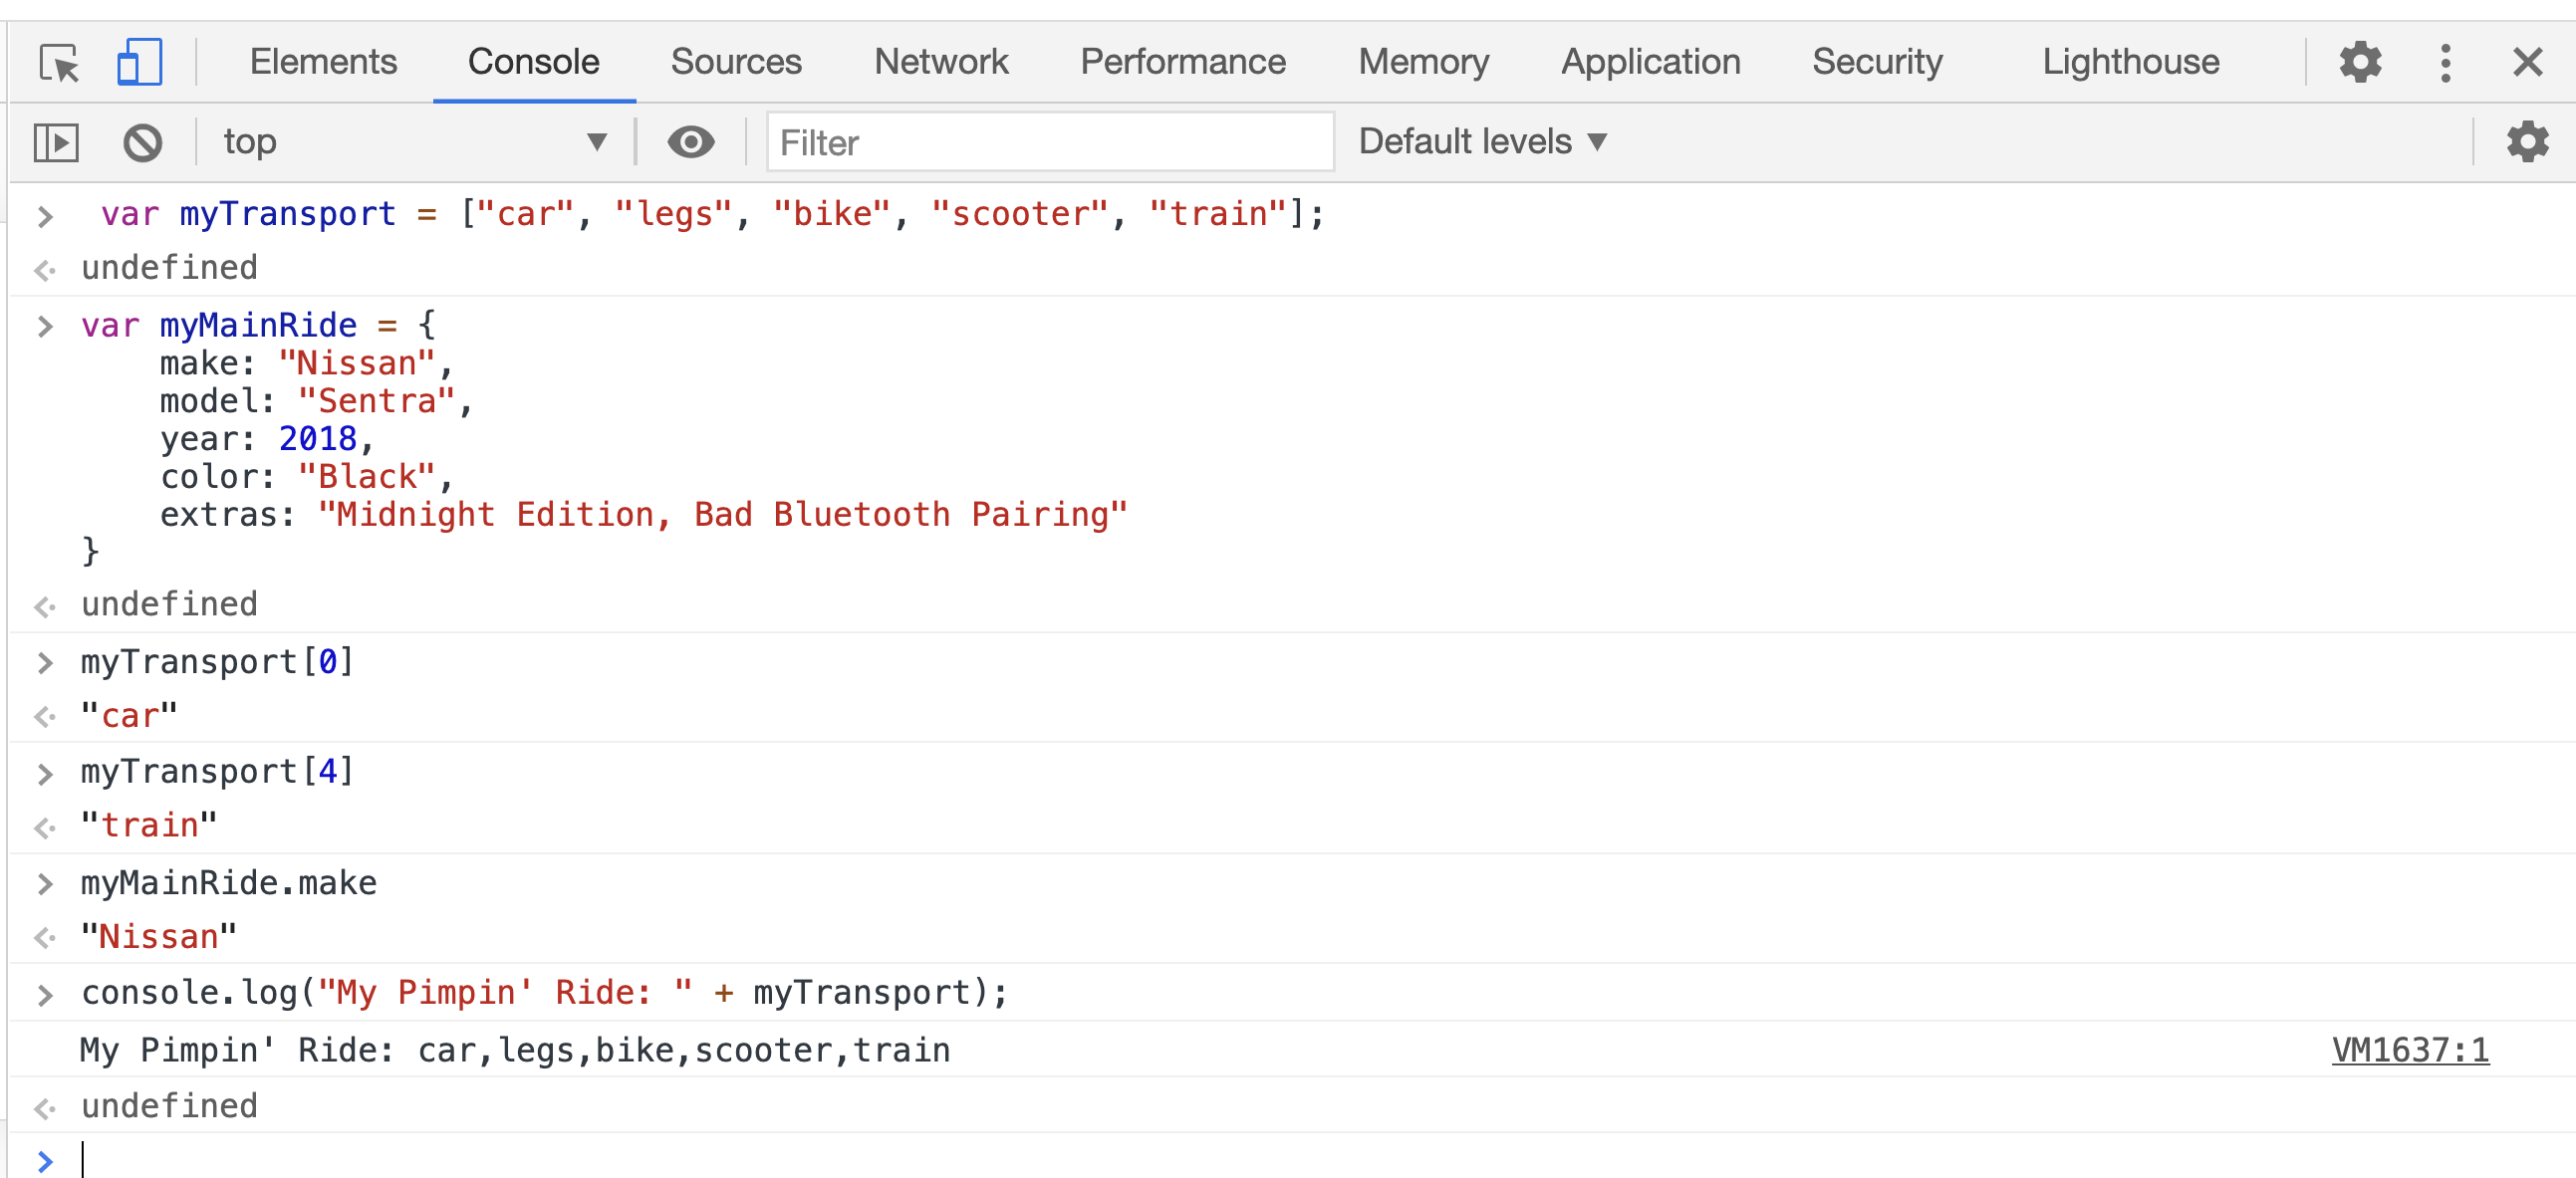 Elements Console Sources Network Performance Memory Application Security Lighthouse
top ▼ Filter Default levels ▼
> var myTransport = ["car", "legs", "bike", "scooter", "train"];
undefined
> var myMainRide = {
    make: "Nissan",
    model: "Sentra",
    year: 2018,
    color: "Black",
    extras: "Midnight Edition, Bad Bluetooth Pairing"
}
undefined
> myTransport[0]
"car"
> myTransport[4]
"train"
> myMainRide.make
"Nissan"
> console.log("My Pimpin' Ride: " + myTransport);
My Pimpin' Ride: car,legs,bike,scooter,train VM1637:1
undefined
>